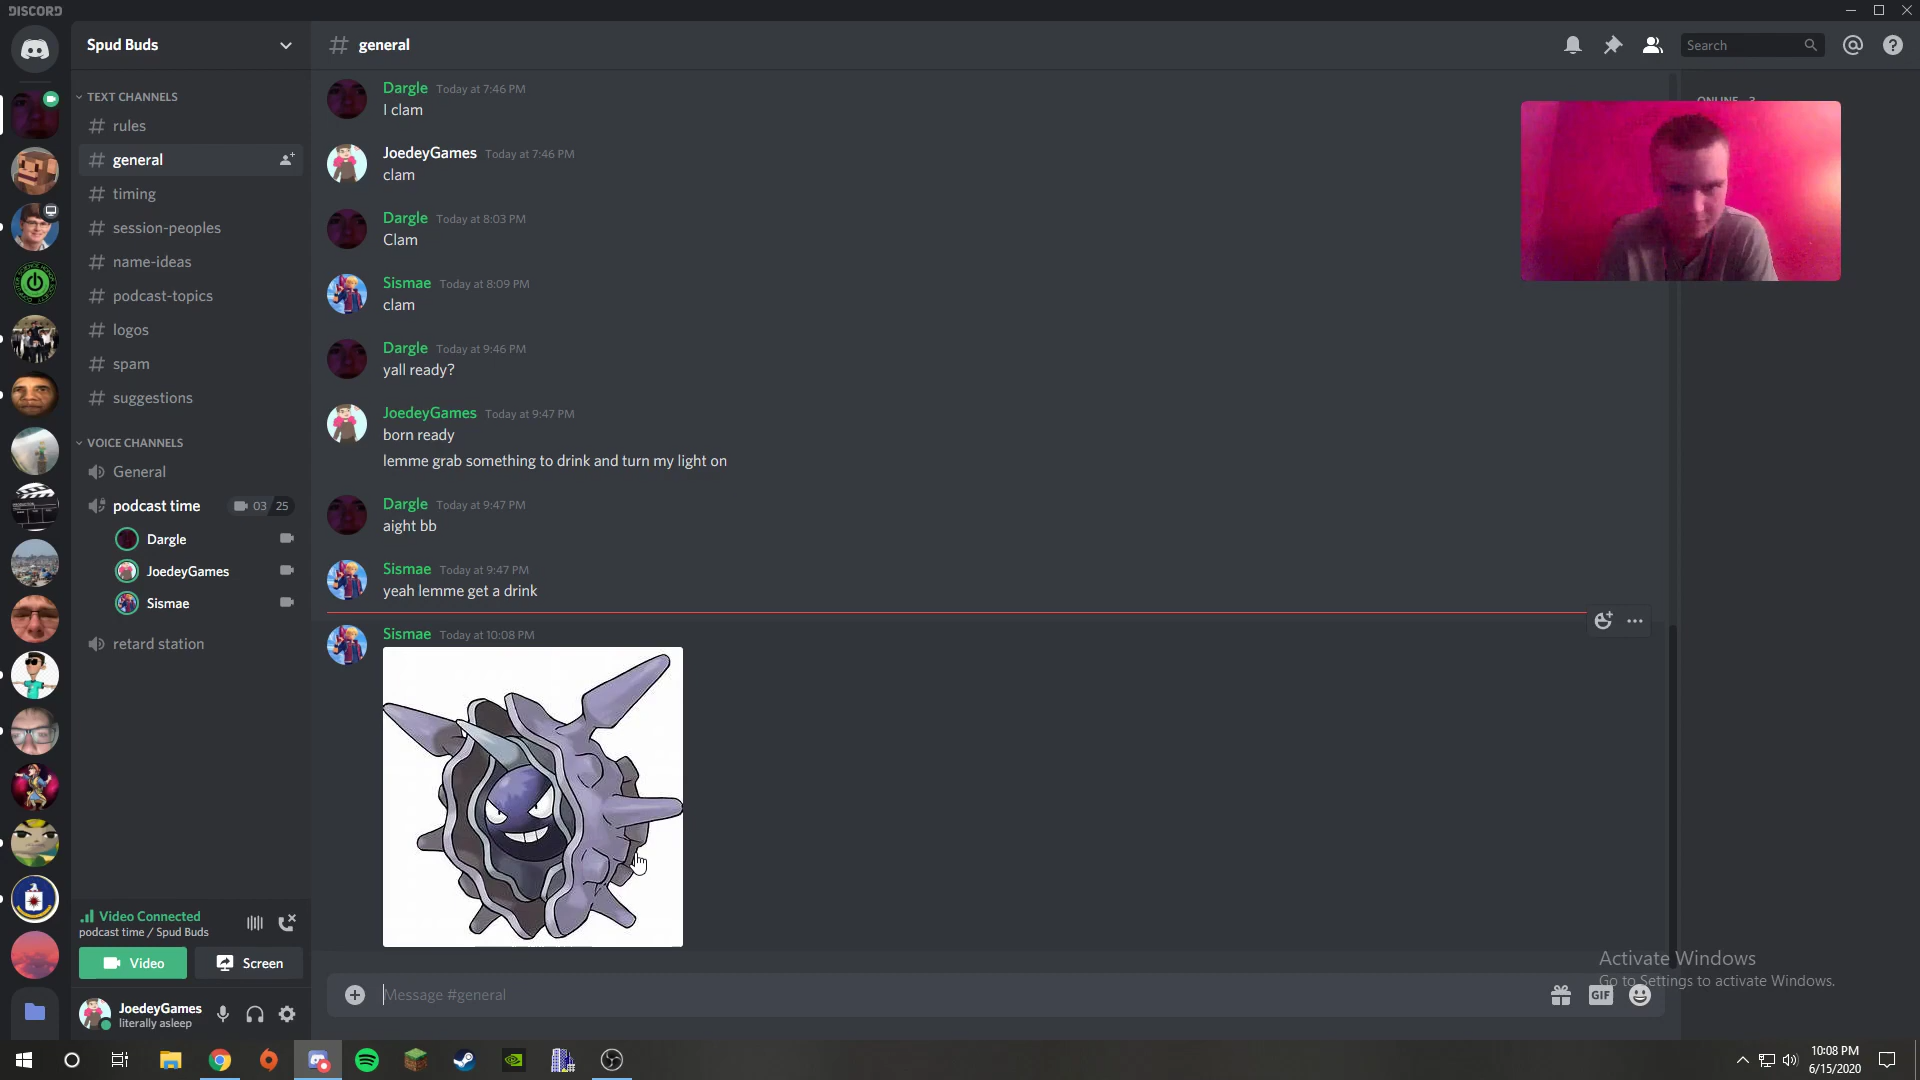 DISCORD
Spud Buds
general
Search
TEXT CHANNELS
rules
general
timing
session-peoples
name-ideas
podcast-topics
logos
spam
suggestions
VOICE CHANNELS
General
podcast time 03 25
Dargle
JoedeyGames
Sismae
retard station
Video Connected
podcast time / Spud Buds
Video Screen
JoedeyGames
literally asleep
Dargle Today at 7:46 PM
I clam
JoedeyGames Today at 7:46 PM
clam
Dargle Today at 8:03 PM
Clam
Sismae Today at 8:09 PM
clam
Dargle Today at 9:46 PM
yall ready?
JoedeyGames Today at 9:47 PM
born ready
lemme grab something to drink and turn my light on
Dargle Today at 9:47 PM
aight bb
Sismae Today at 9:47 PM
yeah lemme get a drink
Sismae Today at 10:08 PM
Message #general
GIF
Activate Windows
Go to Settings to activate Windows.
10:08 PM
6/15/2020